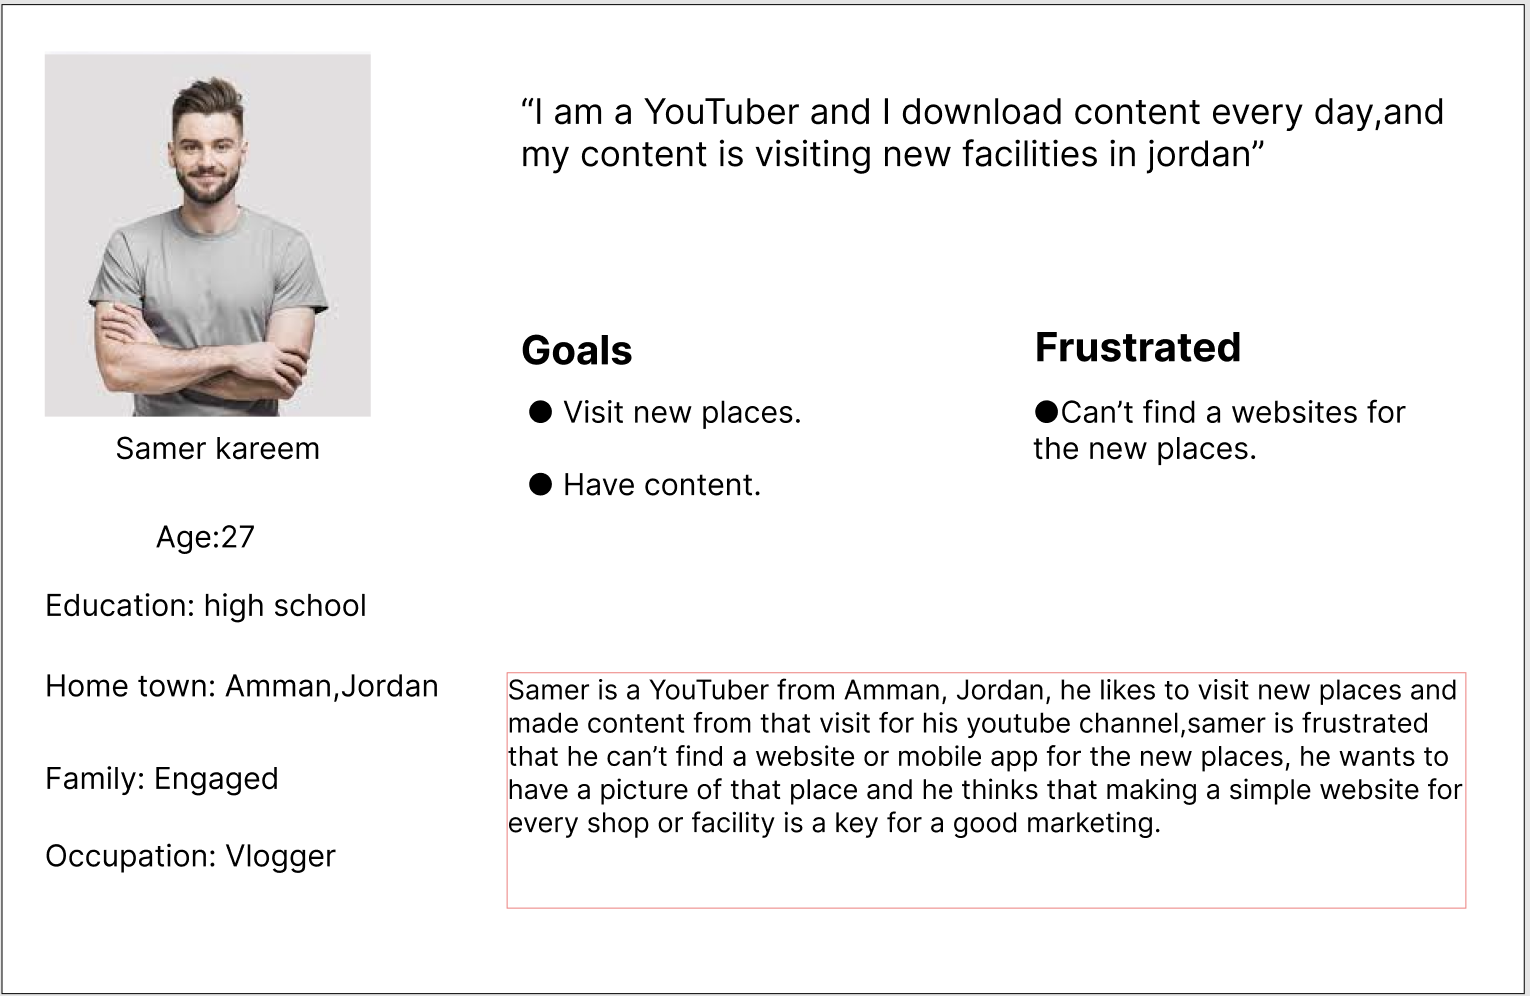 “I am a YouTuber and I download content every day,and
my content is visiting new facilities in jordan”
Goals
● Visit new places.
● Have content.
Frustrated
●Can’t find a websites for
the new places.
Samer kareem
Age:27
Education: high school
Home town: Amman,Jordan
Family: Engaged
Occupation: Vlogger
Samer is a YouTuber from Amman, Jordan, he likes to visit new places and
made content from that visit for his youtube channel,samer is frustrated
that he can’t find a website or mobile app for the new places, he wants to
have a picture of that place and he thinks that making a simple website for
every shop or facility is a key for a good marketing.